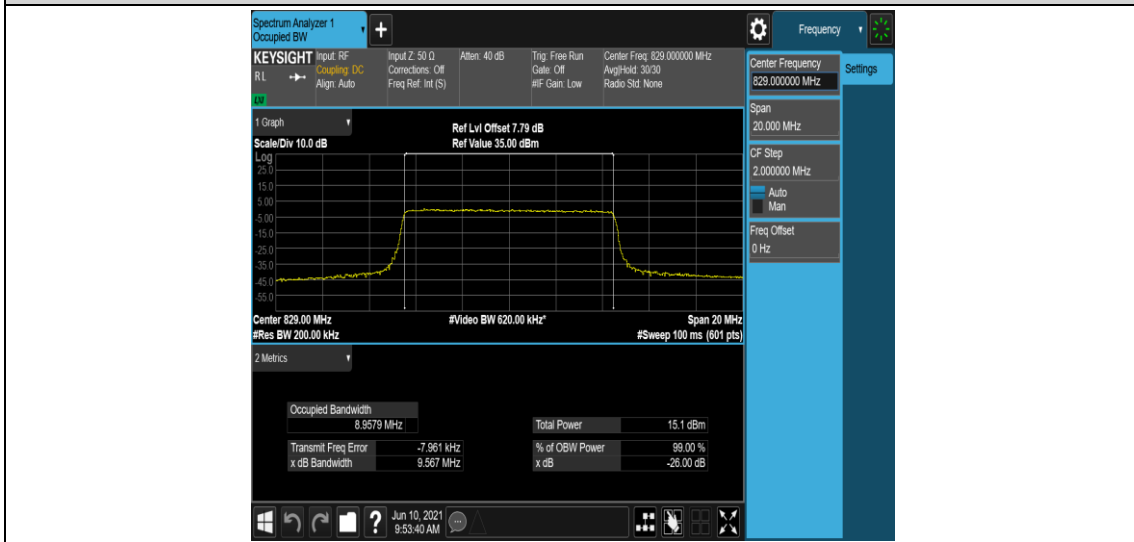 Spectrum Analyzer 1
Occupied BW
+
Frequency
KEYSIGHT
RL
LXI
Input: RF
Coupling: DC
Align: Auto
Input Z: 50 Ω
Corrections: Off
Freq Ref: Int (S)
Atten: 40 dB
Trig: Free Run
Gate: Off
#IF Gain: Low
Center Freq: 829.000000 MHz
Avg|Hold: 30/30
Radio Std: None
Center Frequency
829.000000 MHz
Settings
Span
20.000 MHz
CF Step
2.000000 MHz
Auto
Man
Freq Offset
0 Hz
1 Graph
Scale/Div 10.0 dB
Ref Lvl Offset 7.79 dB
Ref Value 35.00 dBm
Log
25.0
15.0
5.00
-5.00
-15.0
-25.0
-35.0
-45.0
-55.0
Center 829.00 MHz
#Video BW 620.00 kHz*
Span 20 MHz
#Res BW 200.00 kHz
#Sweep 100 ms (601 pts)
2 Metrics
Occupied Bandwidth
8.9579 MHz
Total Power 15.1 dBm
Transmit Freq Error -7.961 kHz
% of OBW Power 99.00 %
x dB Bandwidth 9.567 MHz
x dB -26.00 dB
?
Jun 10, 2021
9:53:40 AM